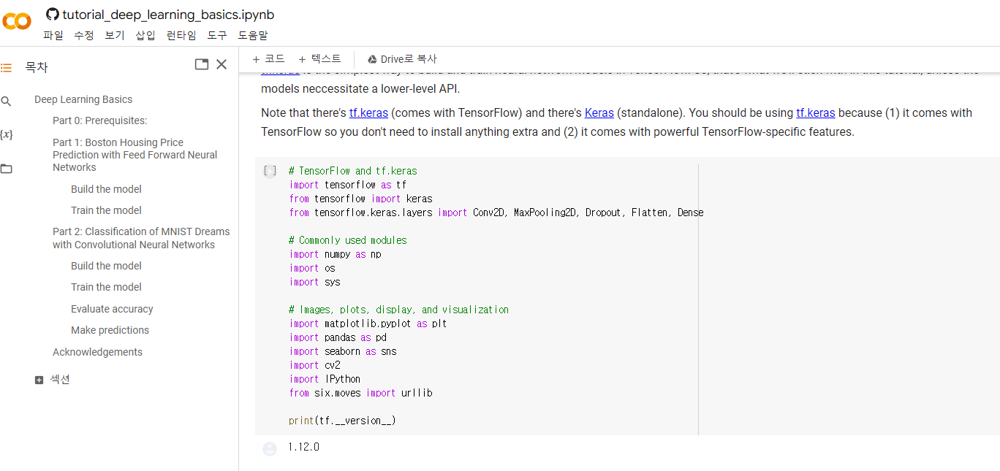 tutorial_deep_learning_basics.ipynb
파일 수정 보기 삽입 런타임 도구 도움말
목차
Deep Learning Basics
Part 0: Prerequisites:
Part 1: Boston Housing Price
Prediction with Feed Forward Neural
Networks
Build the model
Train the model
Part 2: Classification of MNIST Dreams
with Convolutional Neural Networks
Build the model
Train the model
Evaluate accuracy
Make predictions
Acknowledgements
섹션
+ 코드 + 텍스트 Drive로 복사
models neccessitate a lower-level API.
Note that there's tf.keras (comes with TensorFlow) and there's Keras (standalone). You should be using tf.keras because (1) it comes with
TensorFlow so you don't need to install anything extra and (2) it comes with powerful TensorFlow-specific features.
[ ]
# TensorFlow and tf.keras
import tensorflow as tf
from tensorflow import keras
from tensorflow.keras.layers import Conv2D, MaxPooling2D, Dropout, Flatten, Dense
# Commonly used modules
import numpy as np
import os
import sys
# Images, plots, display, and visualization
import matplotlib.pyplot as plt
import pandas as pd
import seaborn as sns
import cv2
import IPython
from six.moves import urllib
print(tf.__version__)
1.12.0